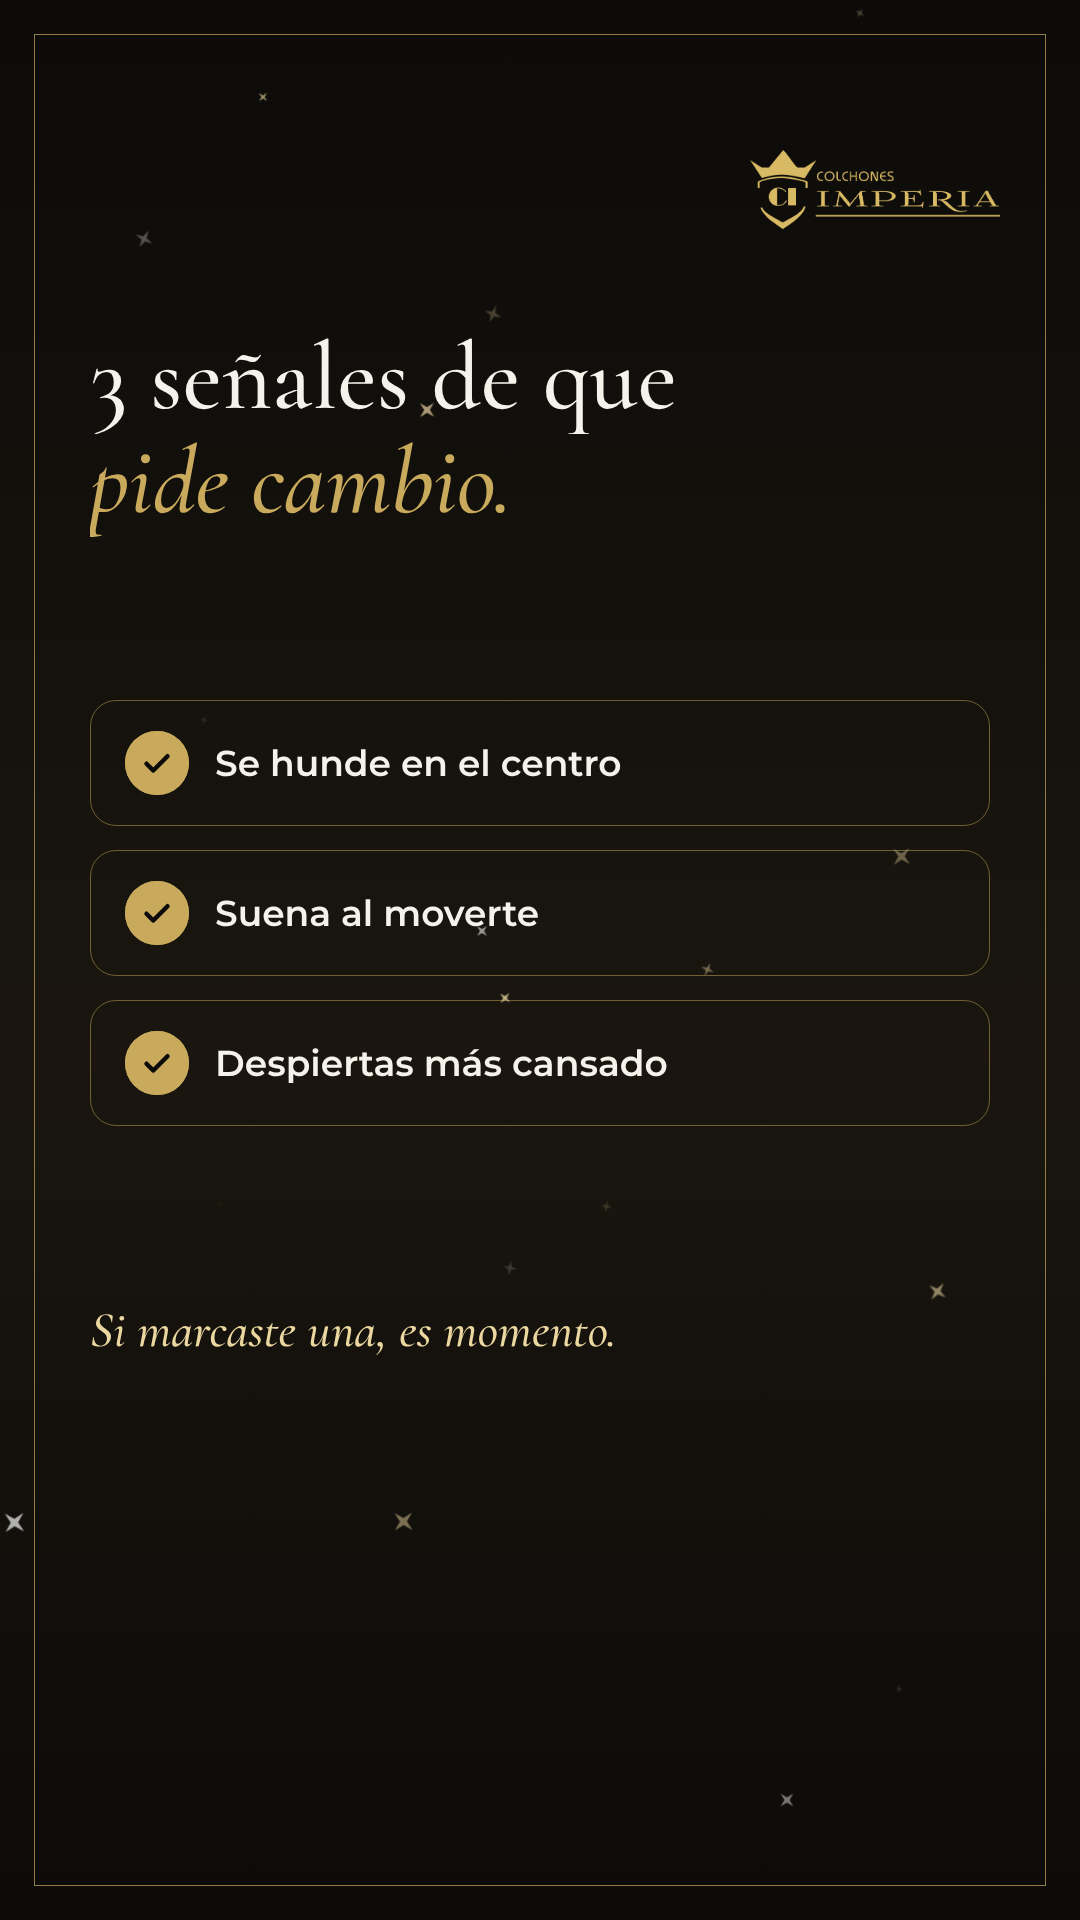 COLCHONES
IMPERIA
3 señales de que
pide cambio.
Se hunde en el centro
Suena al moverte
Despiertas más cansado
Si marcaste una, es momento.